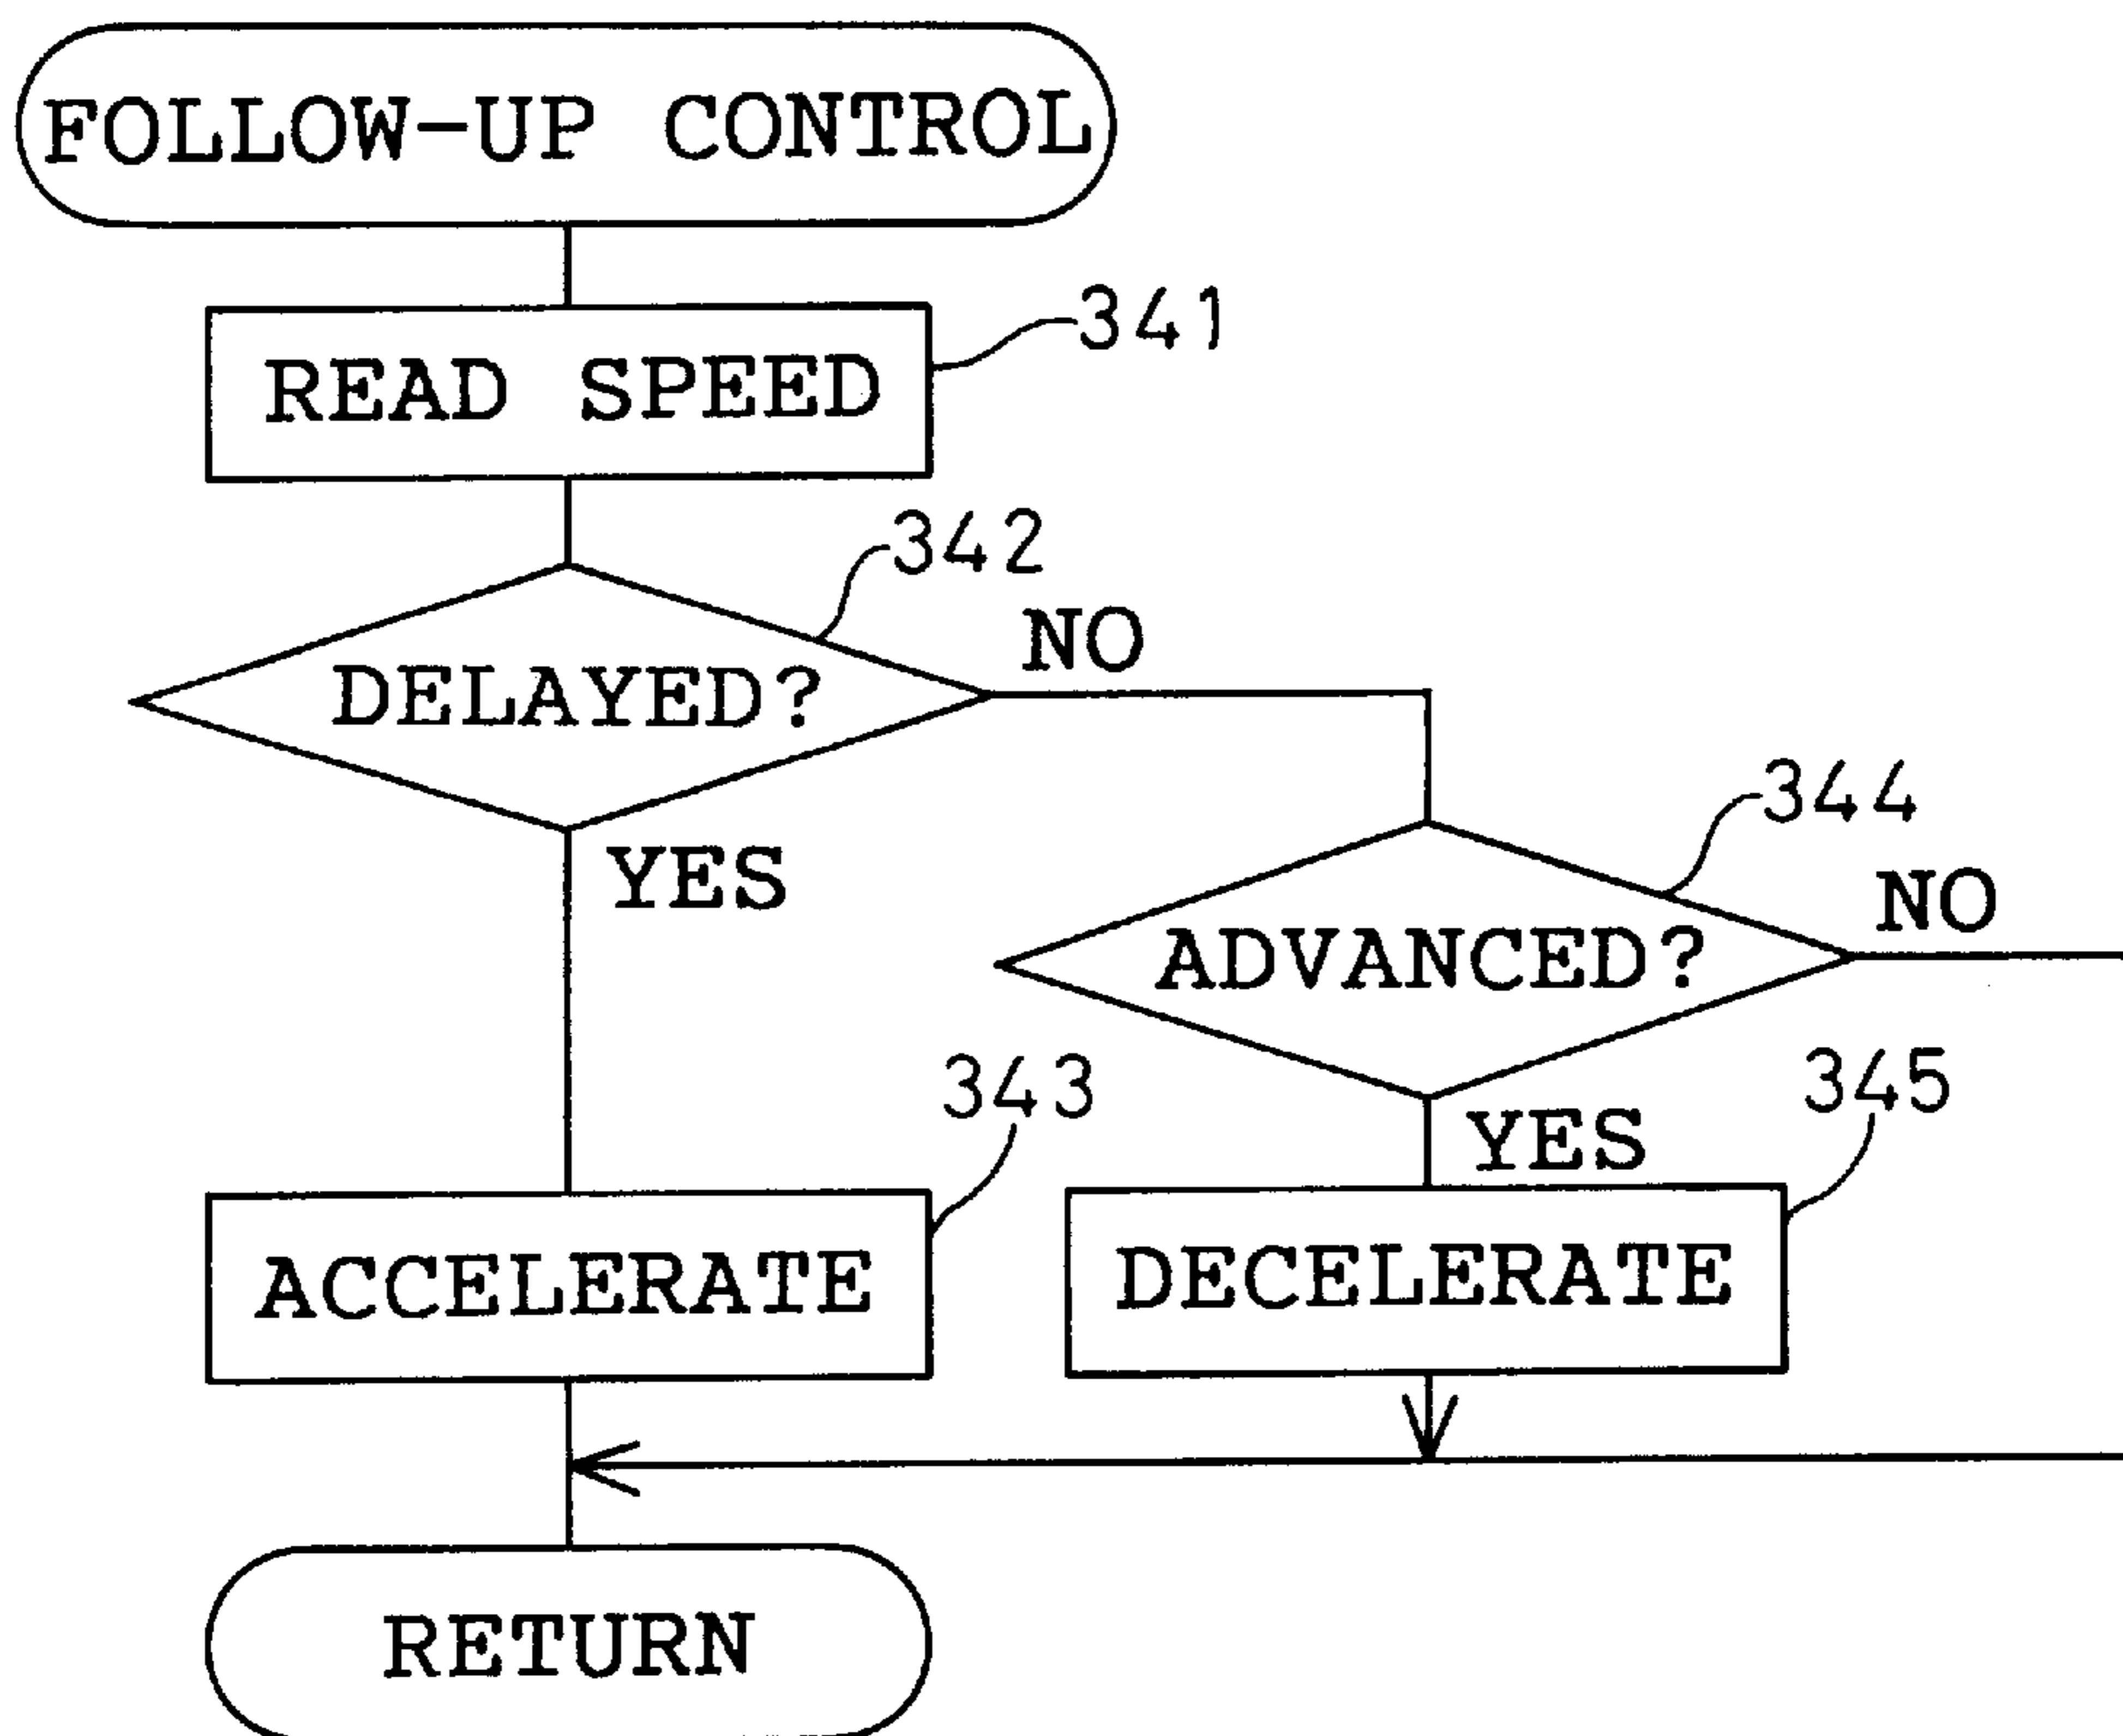 FOLLOW-UP CONTROL
341
READ SPEED
342
NO
DELAYED?
YES
344
NO
ADVANCED?
343
345
YES
ACCELERATE
DECELERATE
RETURN